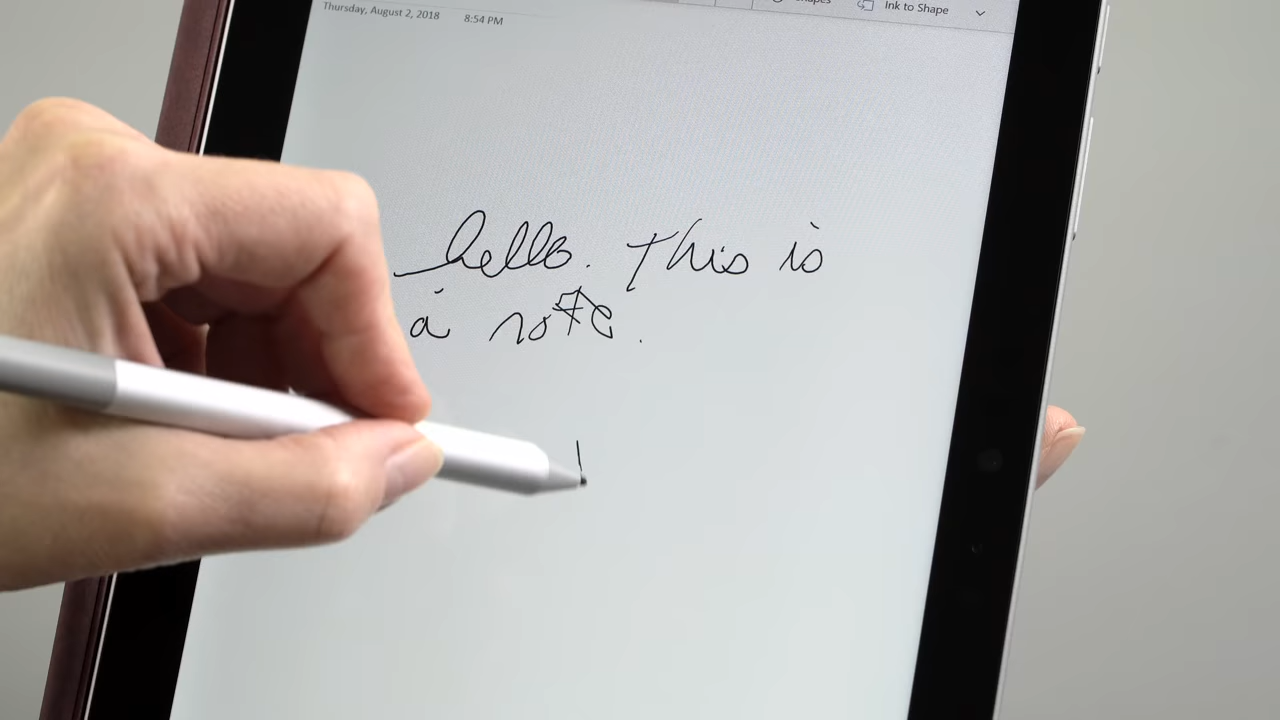 Thursday, August 2, 2018 8:54 PM
Ink to Shape
hello. This is
a note.